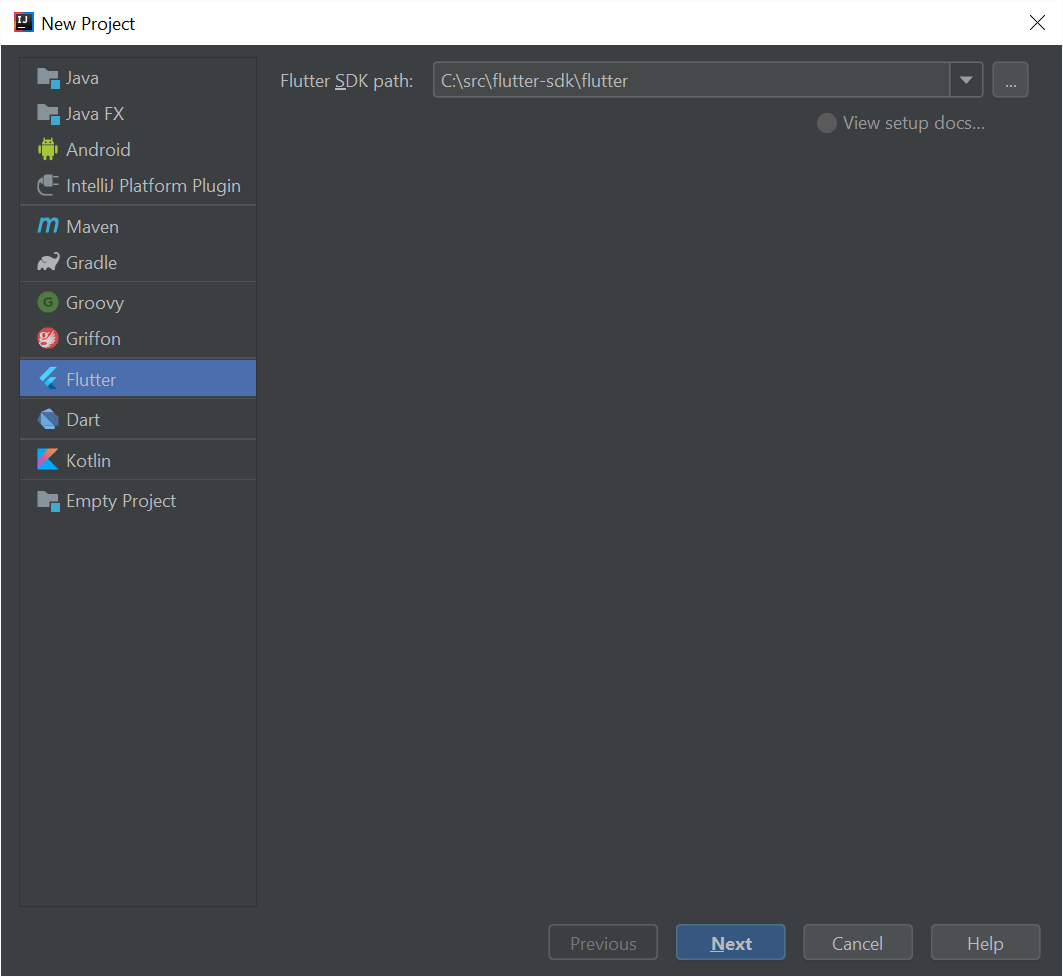 New Project
Java
Java FX
Android
IntelliJ Platform Plugin
Maven
Gradle
Groovy
Griffon
Flutter
Dart
Kotlin
Empty Project
Flutter SDK path:
C:\src\flutter-sdk\flutter
...
View setup docs...
Previous
Next
Cancel
Help